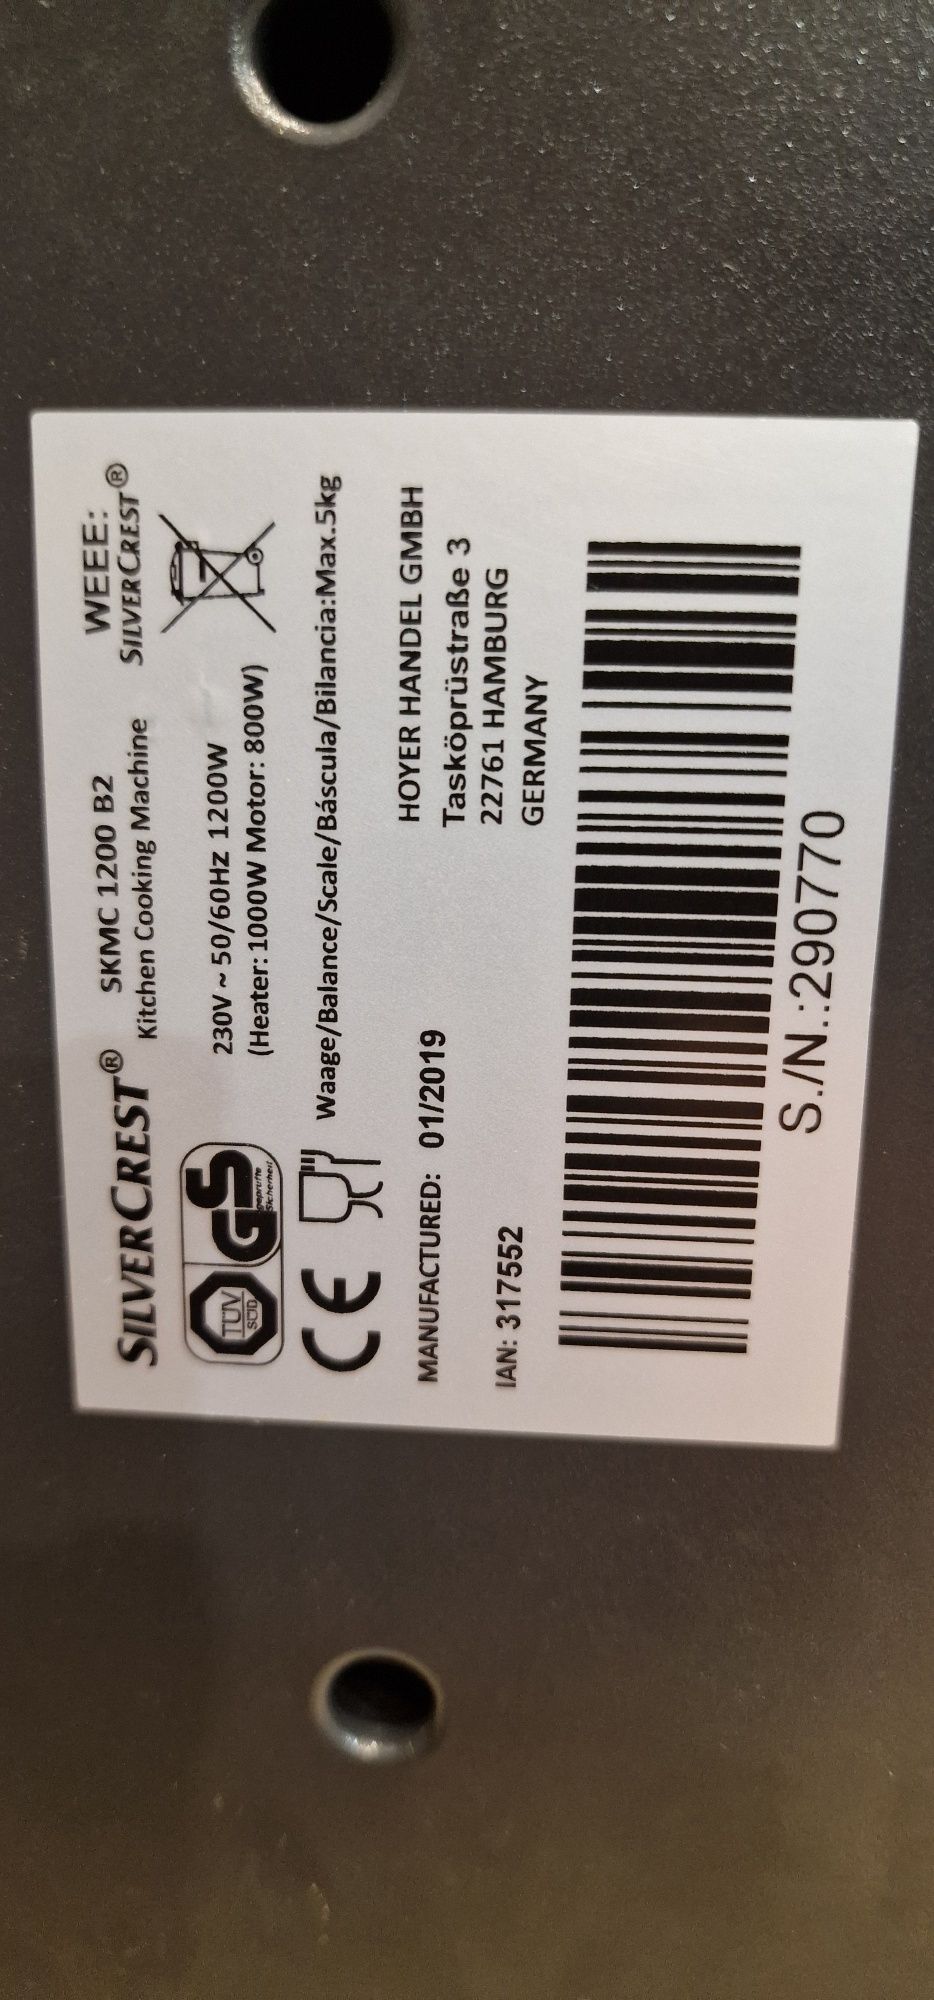 SILVERCREST® SKMC 1200 B2
Kitchen Cooking Machine
WEEE:
SILVERCREST®
TÜV
SÜD
GS
geprüfte
Sicherheit
230V ~ 50/60Hz 1200W
(Heater: 1000W Motor: 800W)
CE
Waage/Balance/Scale/Báscula/Bilancia:Max.5kg
MANUFACTURED: 01/2019
IAN: 317552
HOYER HANDEL GMBH
Tasköprüstraße 3
22761 HAMBURG
GERMANY
S./N.:290770